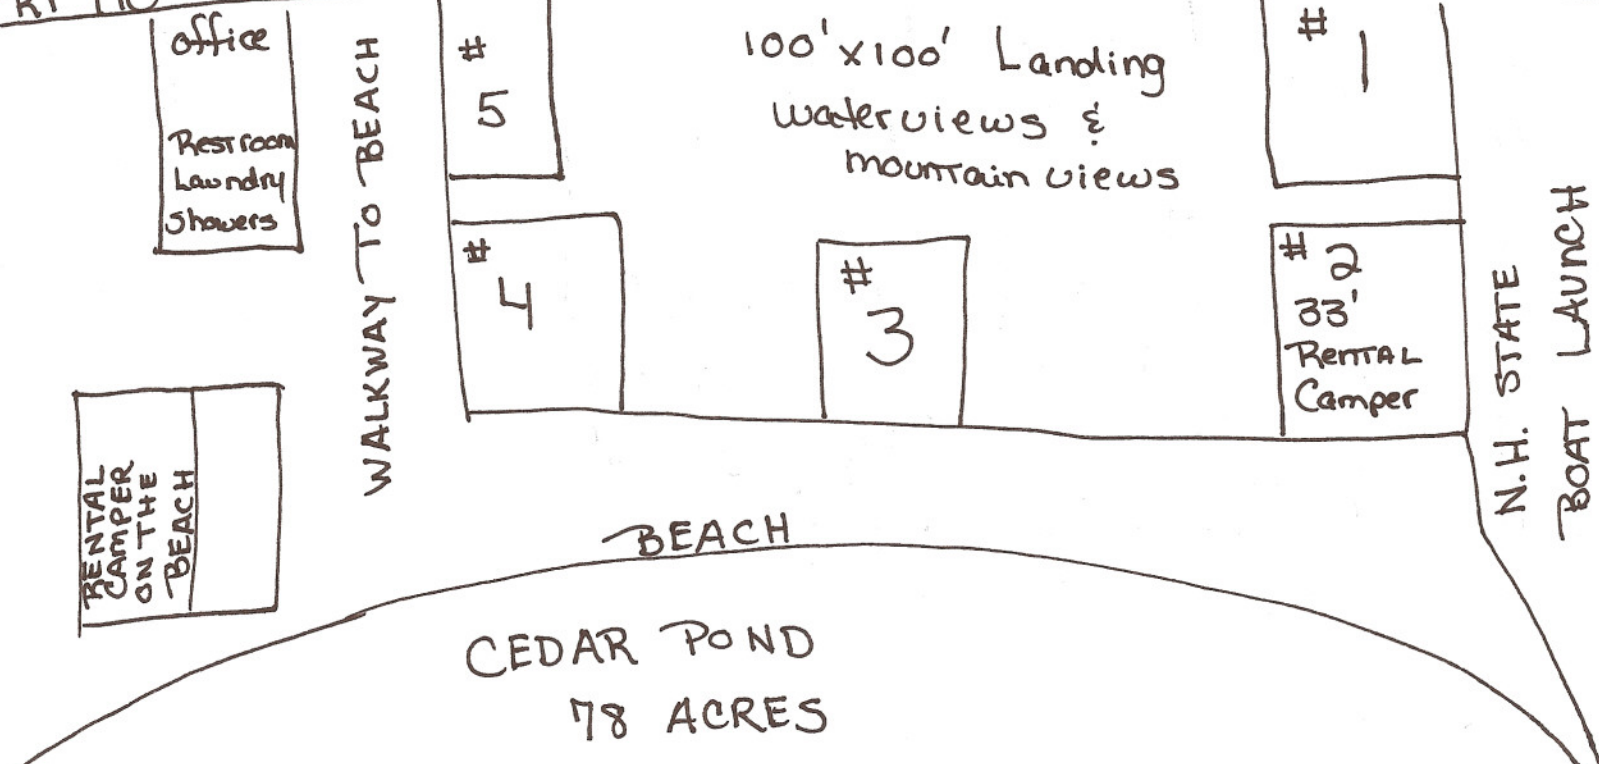 office
Restroom
Laundry
Showers
WALKWAY TO BEACH
#
5
100'x100' Landing
waterviews &
mountain views
#
1
#
4
#
3
# 2
33'
Rental
Camper
N.H. STATE
BOAT LAUNCH
RENTAL
CAMPER
ON THE
BEACH
BEACH
CEDAR POND
78 ACRES